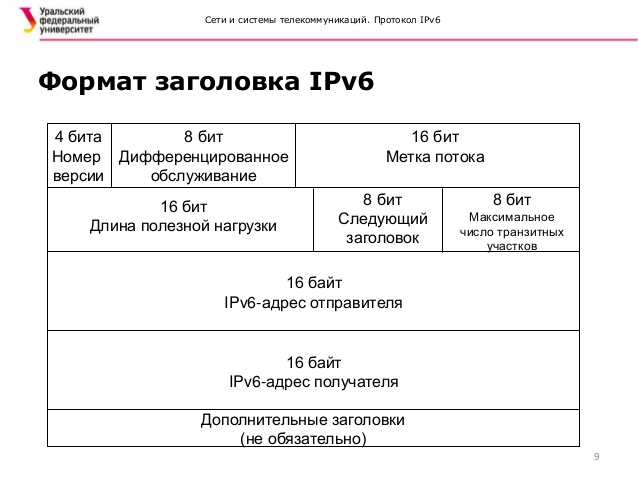 Уральский
федеральный
университет
Сети и системы телекоммуникаций. Протокол IPv6
Формат заголовка IPv6
4 бита
Номер
версии
8 бит
Дифференцированное
обслуживание
16 бит
Метка потока
16 бит
Длина полезной нагрузки
8 бит
Следующий
заголовок
8 бит
Максимальное
число транзитных
участков
16 байт
IPv6-адрес отправителя
16 байт
IPv6-адрес получателя
Дополнительные заголовки
(не обязательно)
9